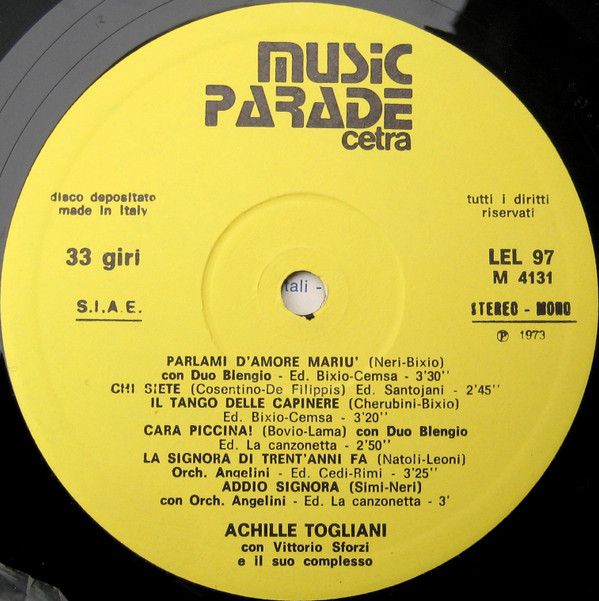 music
PARADE
cetra
disco depositato
made in Italy
tutti i diritti
riservati
33 giri
LEL 97
M 4131
S.I.A.E.
STEREO - MONO
℗ 1973
tali -
PARLAMI D'AMORE MARIU' (Neri-Bixio)
con Duo Blengio - Ed. Bixio-Cemsa - 3'30''
CHI SIETE (Cosentino-De Filippis) Ed. Santojani - 2'45''
IL TANGO DELLE CAPINERE (Cherubini-Bixio)
Ed. Bixio-Cemsa - 3'20''
CARA PICCINA! (Bovio-Lama) con Duo Blengio
Ed. La canzonetta - 2'50''
LA SIGNORA DI TRENT'ANNI FA (Natoli-Leoni)
Orch. Angelini - Ed. Cedi-Rimi - 3'25''
ADDIO SIGNORA (Simi-Neri)
con Orch. Angelini - Ed. La canzonetta - 3'
ACHILLE TOGLIANI
con Vittorio Sforzi
e il suo complesso